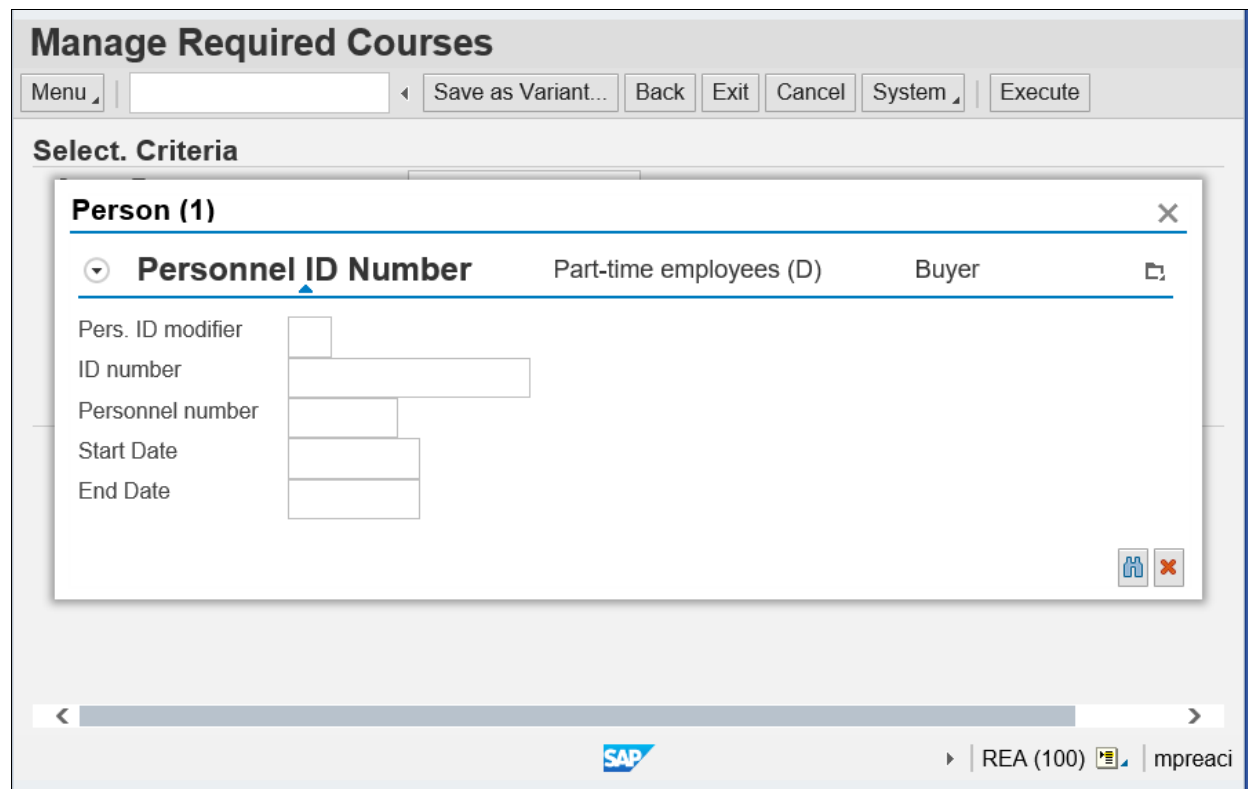 Manage Required Courses
Menu Save as Variant... Back Exit Cancel System Execute
Select. Criteria
Person (1)
Personnel ID Number Part-time employees (D) Buyer
Pers. ID modifier
ID number
Personnel number
Start Date
End Date
SAP REA (100) mpreaci